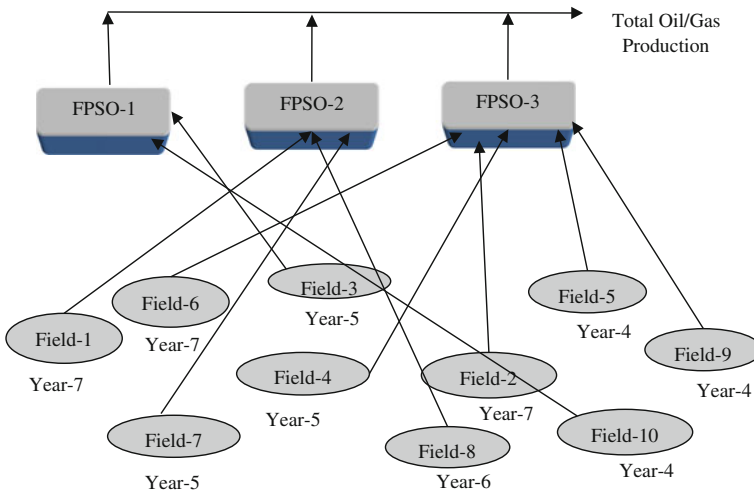 Total Oil/Gas
Production
FPSO-1
FPSO-2
FPSO-3
Field-3
Year-5
Field-5
Year-4
Field-6
Year-7
Field-1
Year-7
Field-9
Year-4
Field-4
Year-5
Field-2
Year-7
Field-7
Year-5
Field-8
Year-6
Field-10
Year-4